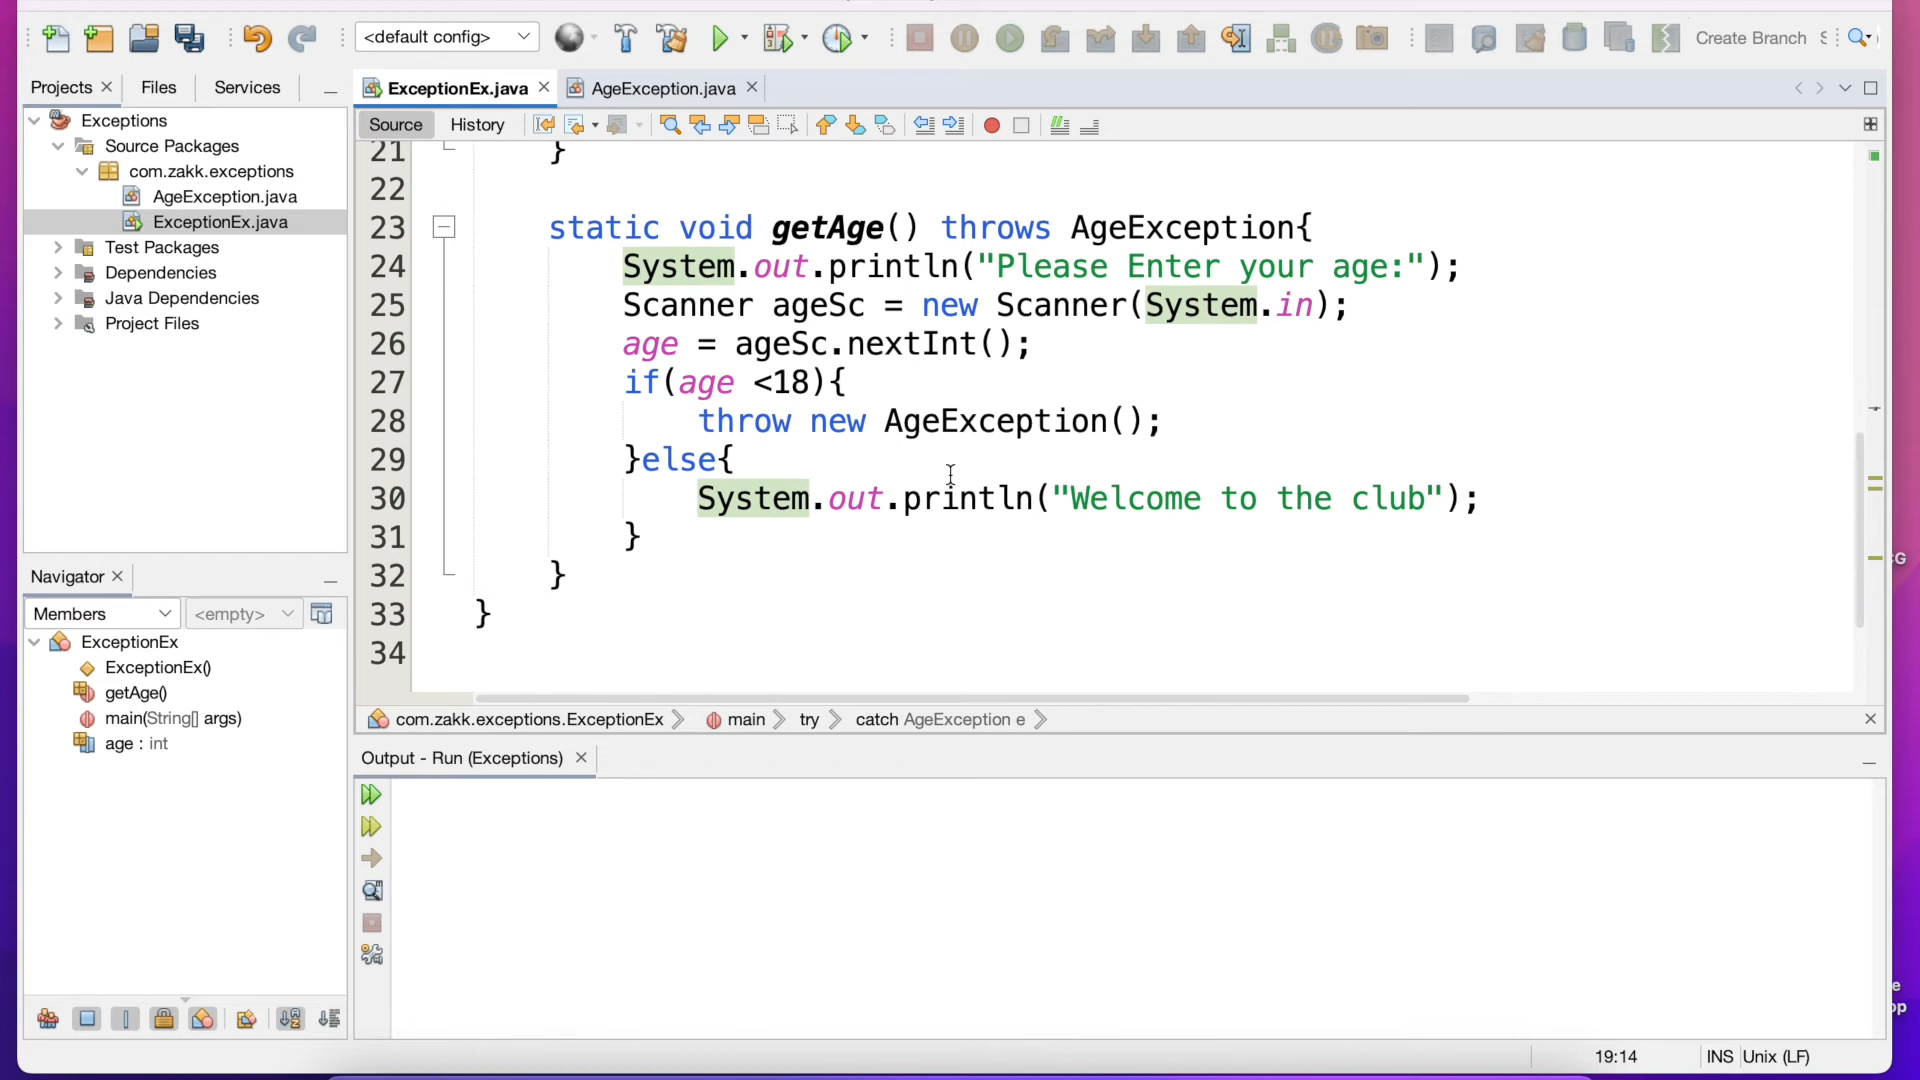 <default config>
Create Branch
Projects
Files
Services
ExceptionEx.java
AgeException.java
Source
History
Exceptions
Source Packages
com.zakk.exceptions
AgeException.java
ExceptionEx.java
Test Packages
Dependencies
Java Dependencies
Project Files
21 }
22
23 static void getAge() throws AgeException{
24 System.out.println("Please Enter your age:");
25 Scanner ageSc = new Scanner(System.in);
26 age = ageSc.nextInt();
27 if(age <18){
28 throw new AgeException();
29 }else{
30 System.out.println("Welcome to the club");
31 }
32 }
33 }
34
Navigator
Members
<empty>
ExceptionEx
ExceptionEx()
getAge()
main(String[] args)
age : int
com.zakk.exceptions.ExceptionEx
main
try
catch AgeException e
Output - Run (Exceptions)
19:14
INS
Unix (LF)